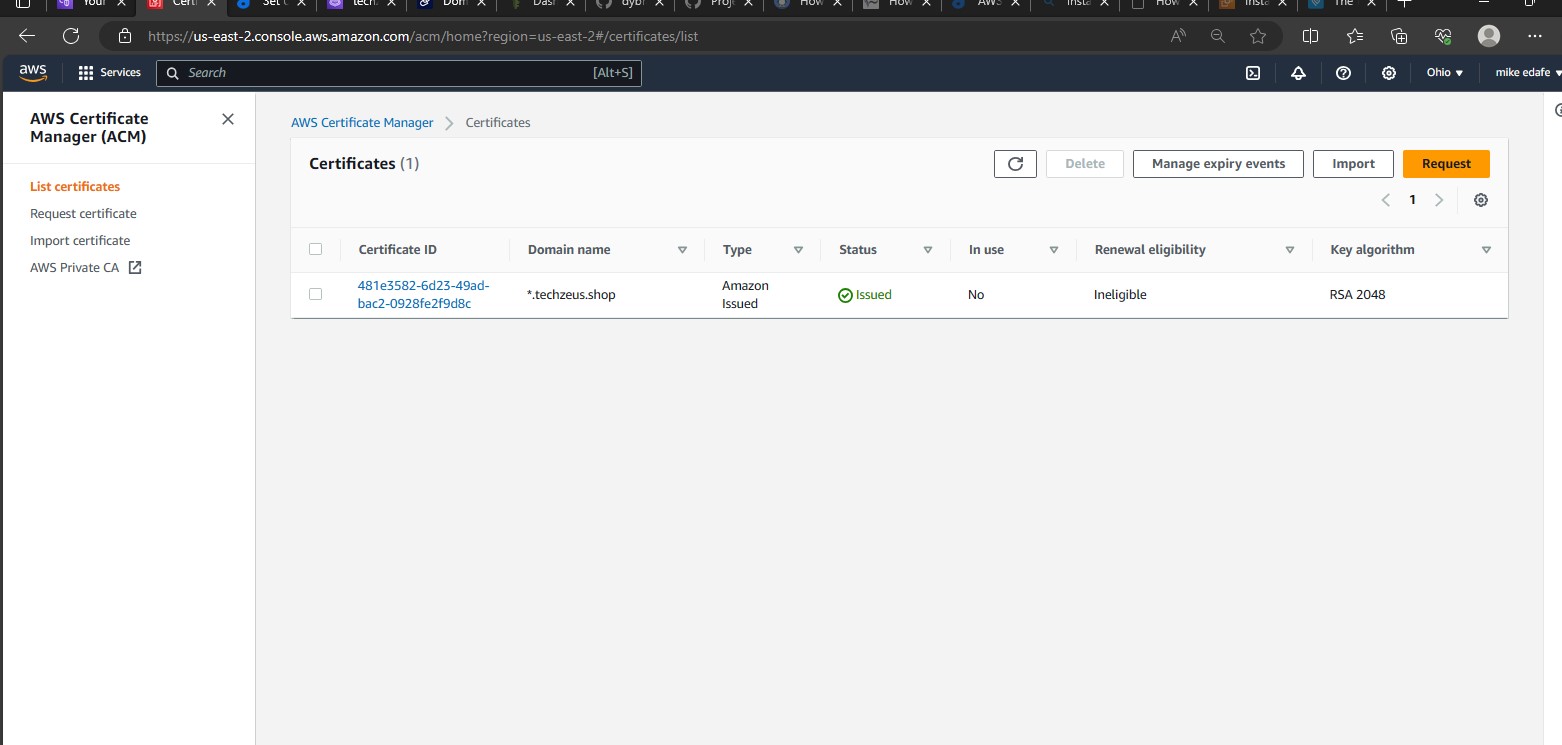 Your
Certi
Set C
tech.
Dom
Dash
dybr
Proje
How
How
AWS
Insta
How
Insta
The
https://us-east-2.console.aws.amazon.com/acm/home?region=us-east-2#/certificates/list
aws
Services
Search
[Alt+S]
Ohio
mike edafe
AWS Certificate
Manager (ACM)
List certificates
Request certificate
Import certificate
AWS Private CA
AWS Certificate Manager
Certificates
Certificates (1)
Delete
Manage expiry events
Import
Request
1
Certificate ID
Domain name
Type
Status
In use
Renewal eligibility
Key algorithm
481e3582-6d23-49ad-
bac2-0928fe2f9d8c
*.techzeus.shop
Amazon
Issued
Issued
No
Ineligible
RSA 2048